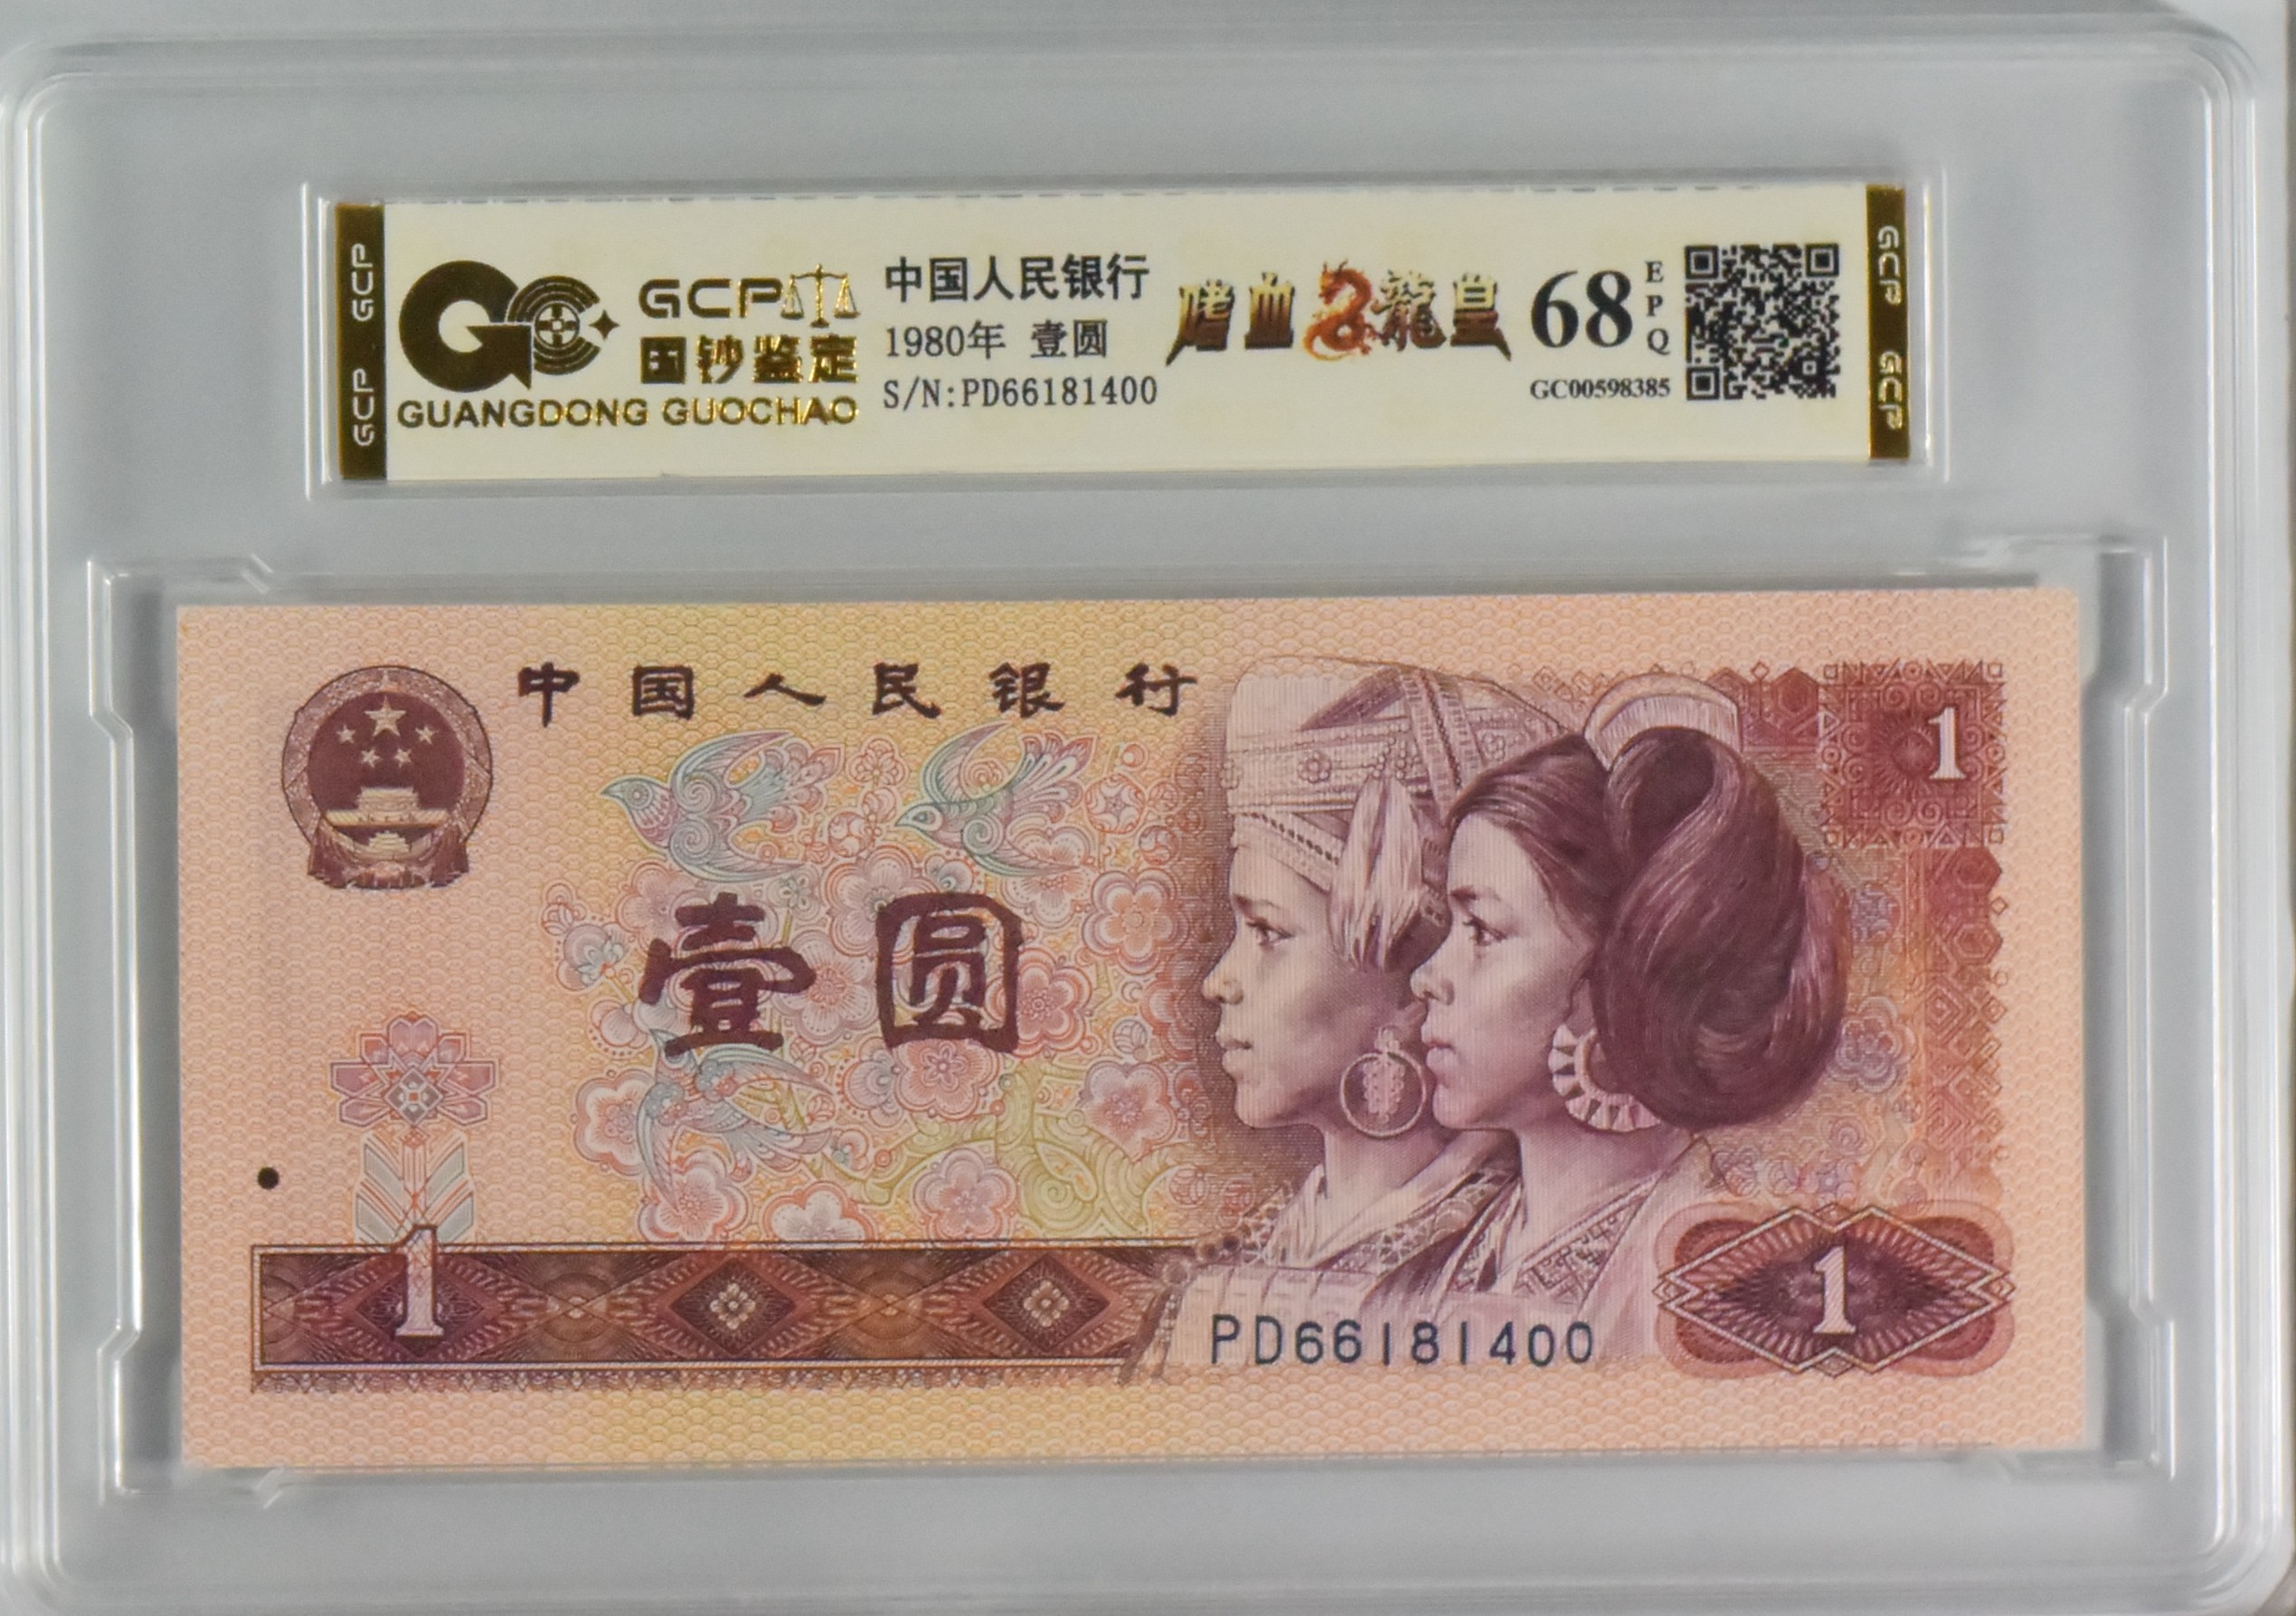 GCP GCP
GCP
国钞鉴定
GUANGDONG GUOCHAO
中国人民银行
1980年 壹圆
S/N:PD66181400
嗜血龍皇
68
EPQ
GC00598385
GCP GCP
中国人民银行
1
壹圆
1
PD66181400
1